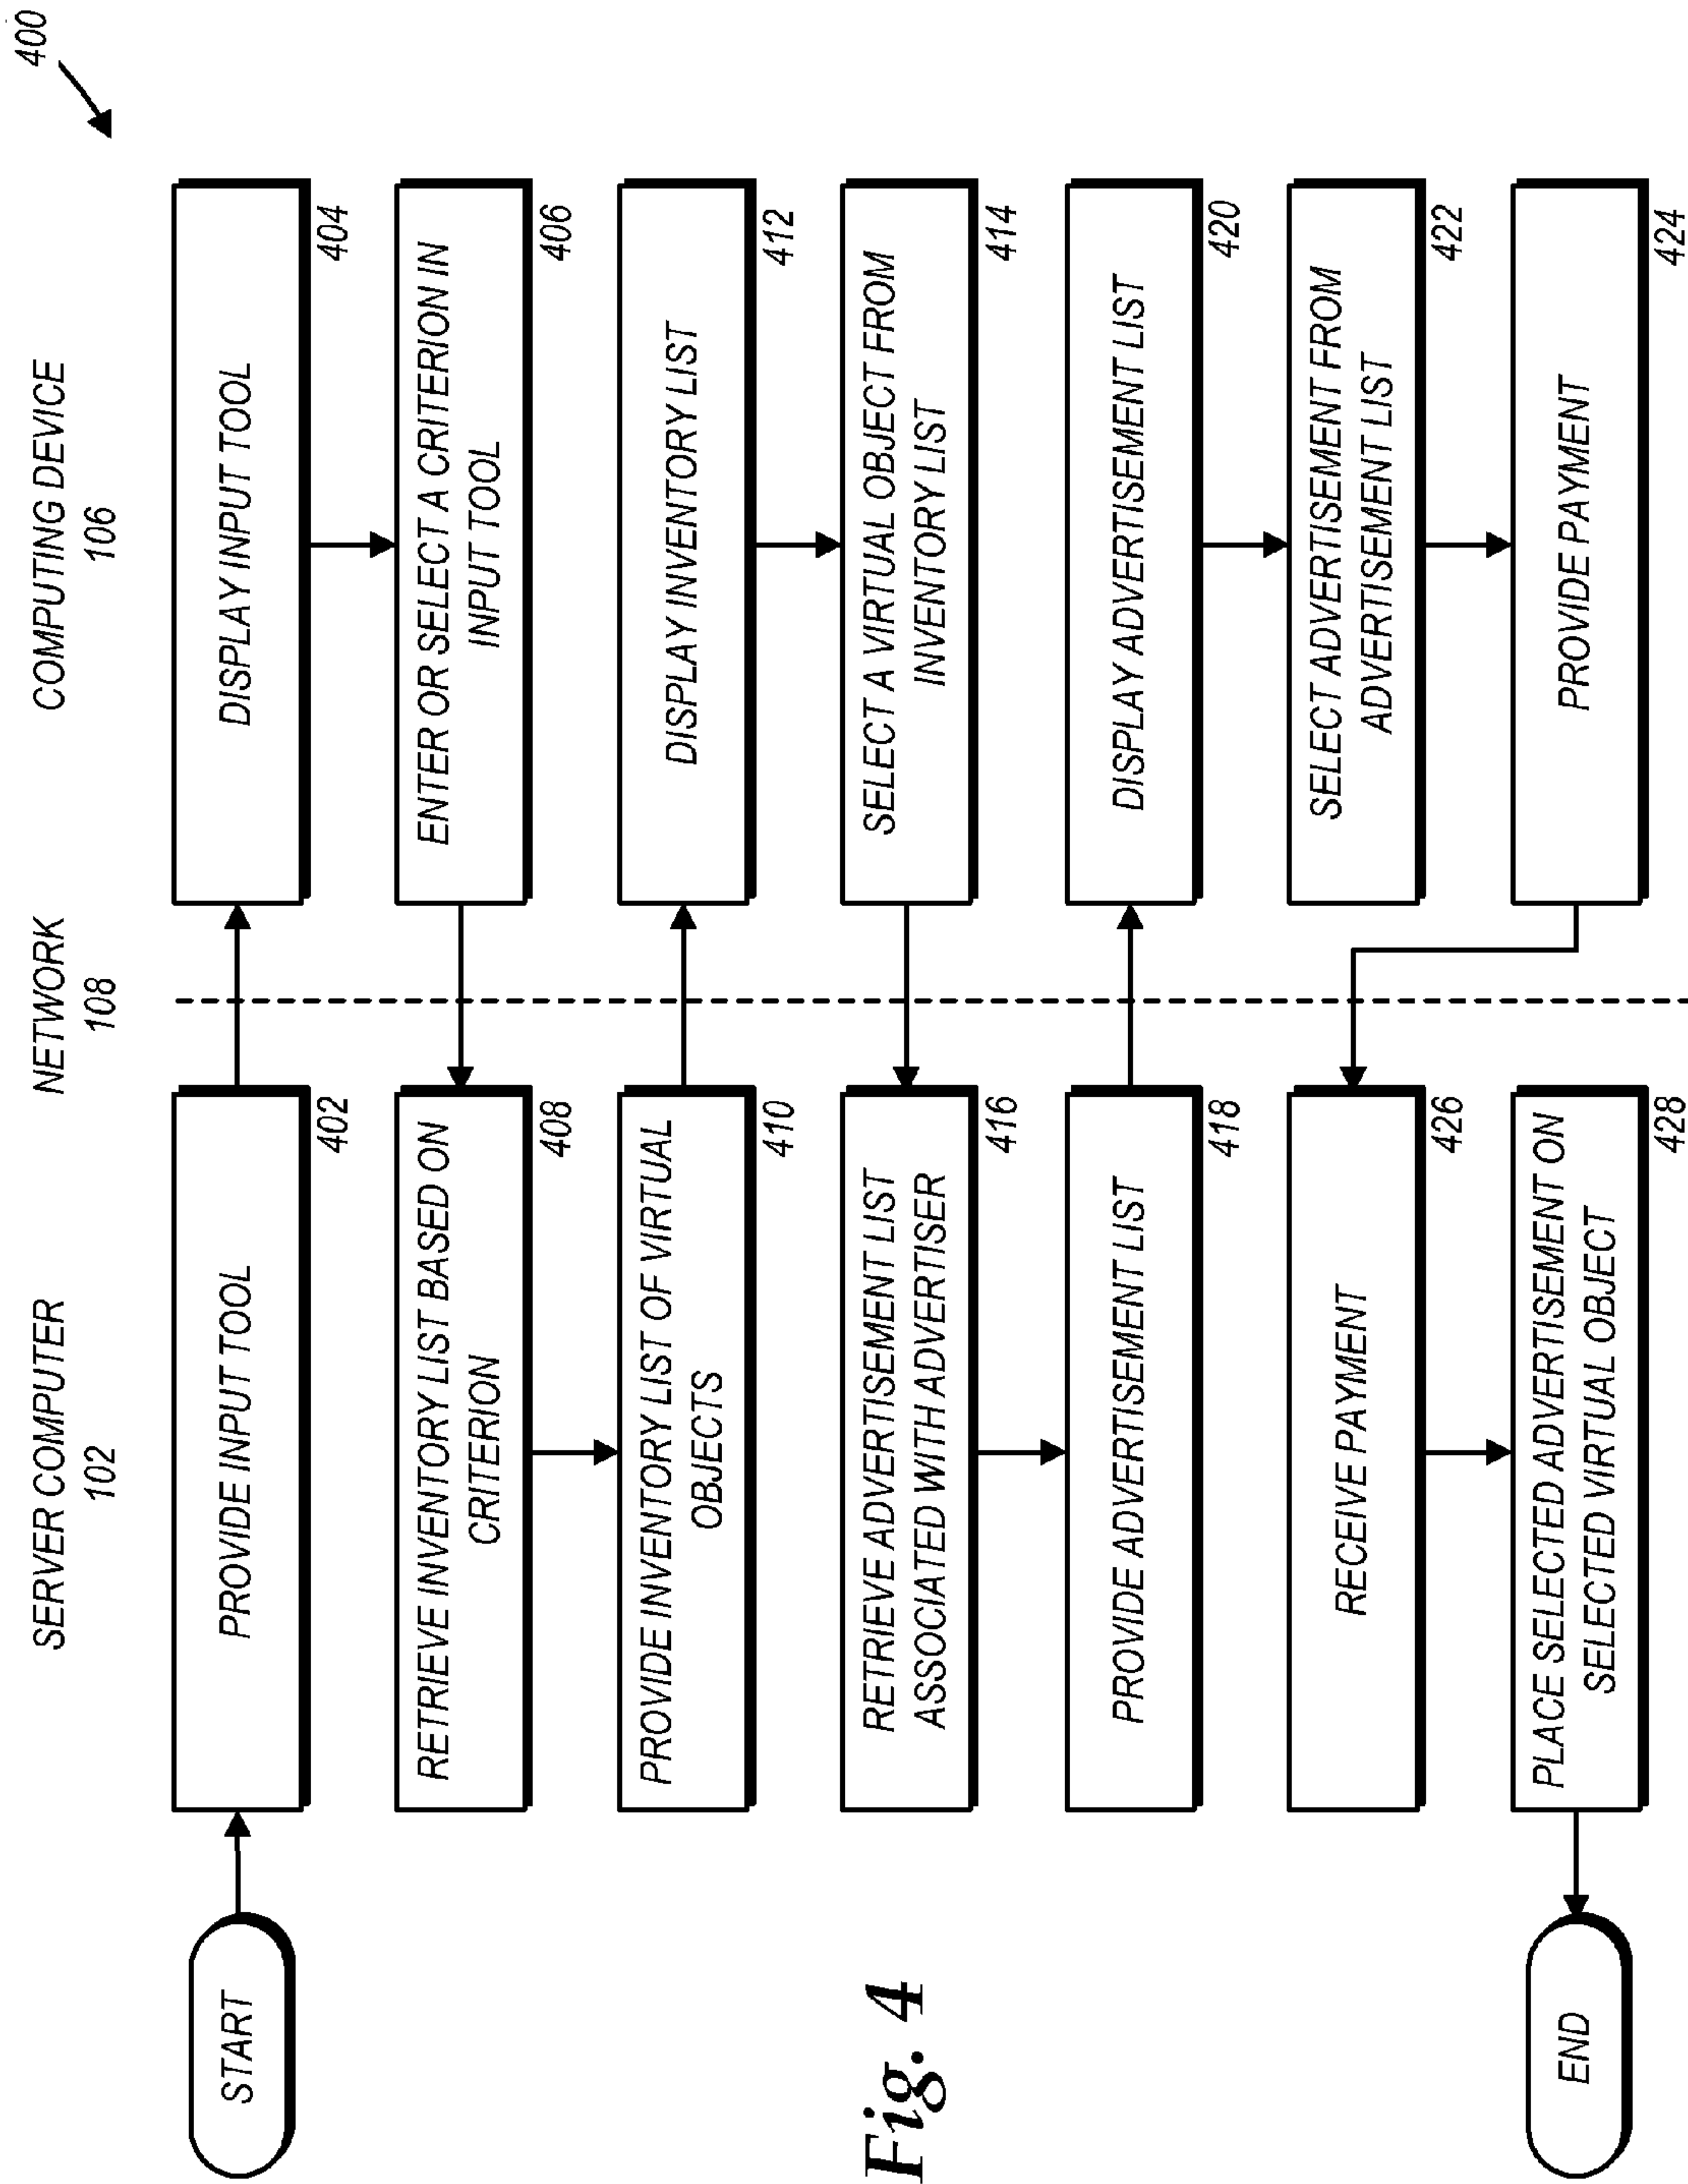 400
SERVER COMPUTER
102
NETWORK
108
COMPUTING DEVICE
106
START
PROVIDE INPUT TOOL
402
DISPLAY INPUT TOOL
404
RETRIEVE INVENTORY LIST BASED ON
CRITERION
408
ENTER OR SELECT A CRITERION IN
INPUT TOOL
406
PROVIDE INVENTORY LIST OF VIRTUAL
OBJECTS
410
DISPLAY INVENTORY LIST
412
RETRIEVE ADVERTISEMENT LIST
ASSOCIATED WITH ADVERTISER
416
SELECT A VIRTUAL OBJECT FROM
INVENTORY LIST
414
PROVIDE ADVERTISEMENT LIST
418
DISPLAY ADVERTISEMENT LIST
420
RECEIVE PAYMENT
426
SELECT ADVERTISEMENT FROM
ADVERTISEMENT LIST
422
END
PLACE SELECTED ADVERTISEMENT ON
SELECTED VIRTUAL OBJECT
428
PROVIDE PAYMENT
424
Fig. 4